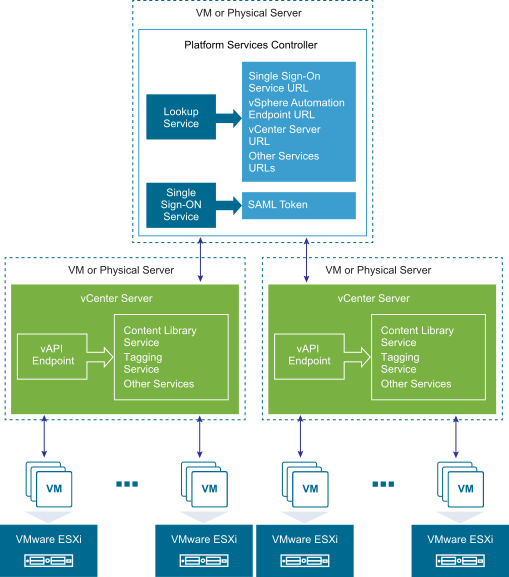 VM or Physical Server
Platform Services Controller
Lookup
Service
Single Sign-On
Service URL
vSphere Automation
Endpoint URL
vCenter Server
URL
Other Services
URLs
Single
Sign-ON
Service
SAML Token
VM or Physical Server
vCenter Server
vAPI
Endpoint
Content Library
Service
Tagging
Service
Other Services
VM or Physical Server
vCenter Server
vAPI
Endpoint
Content Library
Service
Tagging
Service
Other Services
VM
VM
VM
VM
VMware ESXi
VMware ESXi
VMware ESXi
VMware ESXi